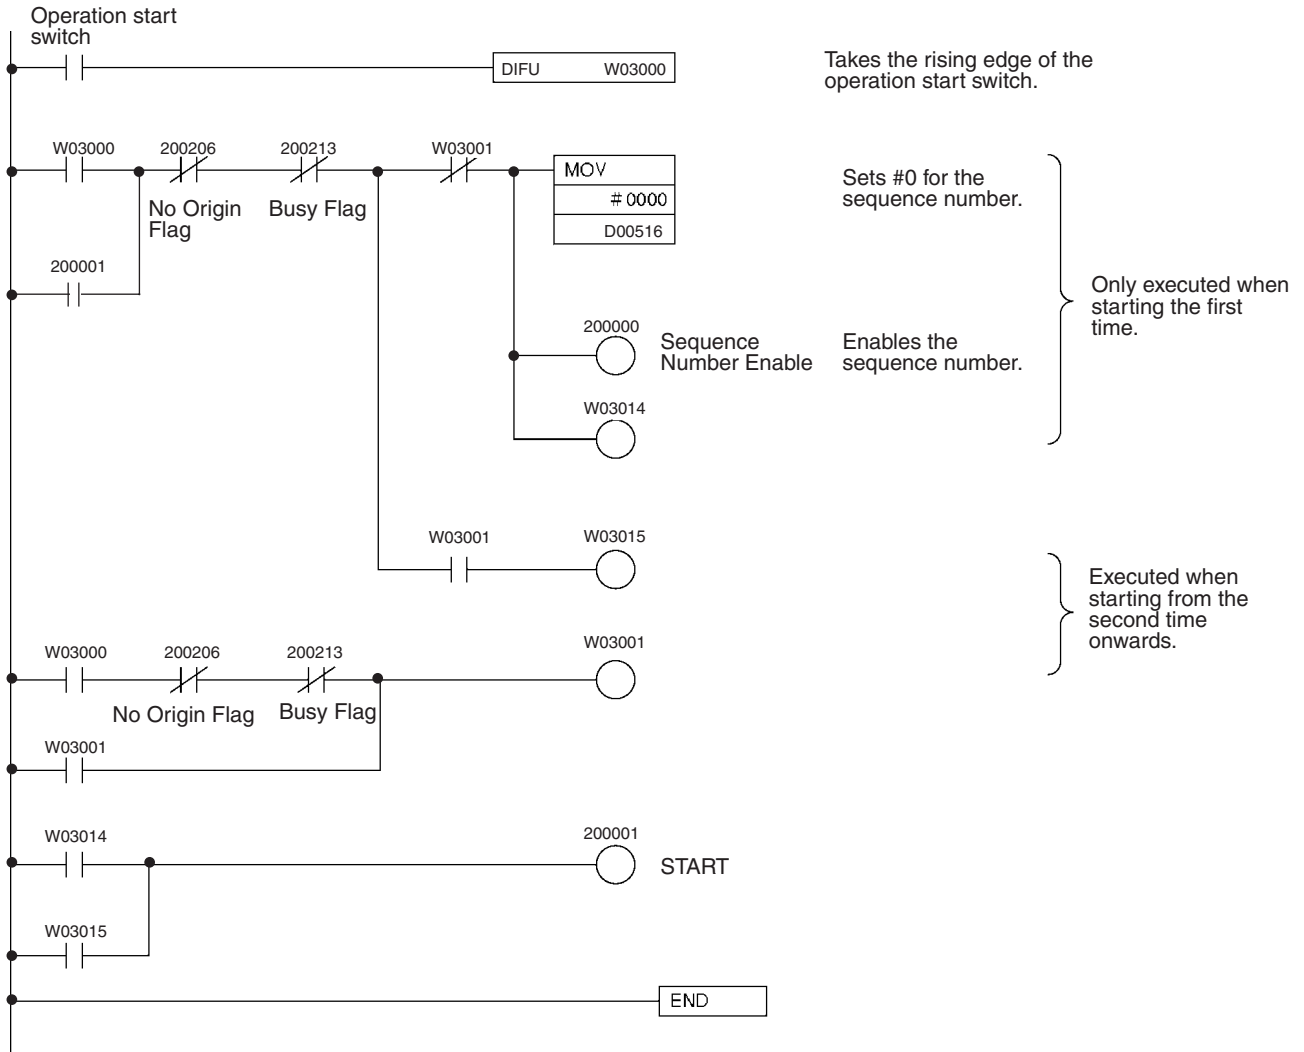 Operation start
switch
DIFU W03000
Takes the rising edge of the
operation start switch.
W03000 200206 200213 W03001
MOV
# 0000
D00516
No Origin
Flag
Busy Flag
Sets #0 for the
sequence number.
200001
Only executed when
starting the first
time.
200000
Sequence
Number Enable
Enables the
sequence number.
W03014
W03001 W03015
Executed when
starting from the
second time
onwards.
W03000 200206 200213 W03001
No Origin Flag Busy Flag
W03001
W03014 200001
START
W03015
END